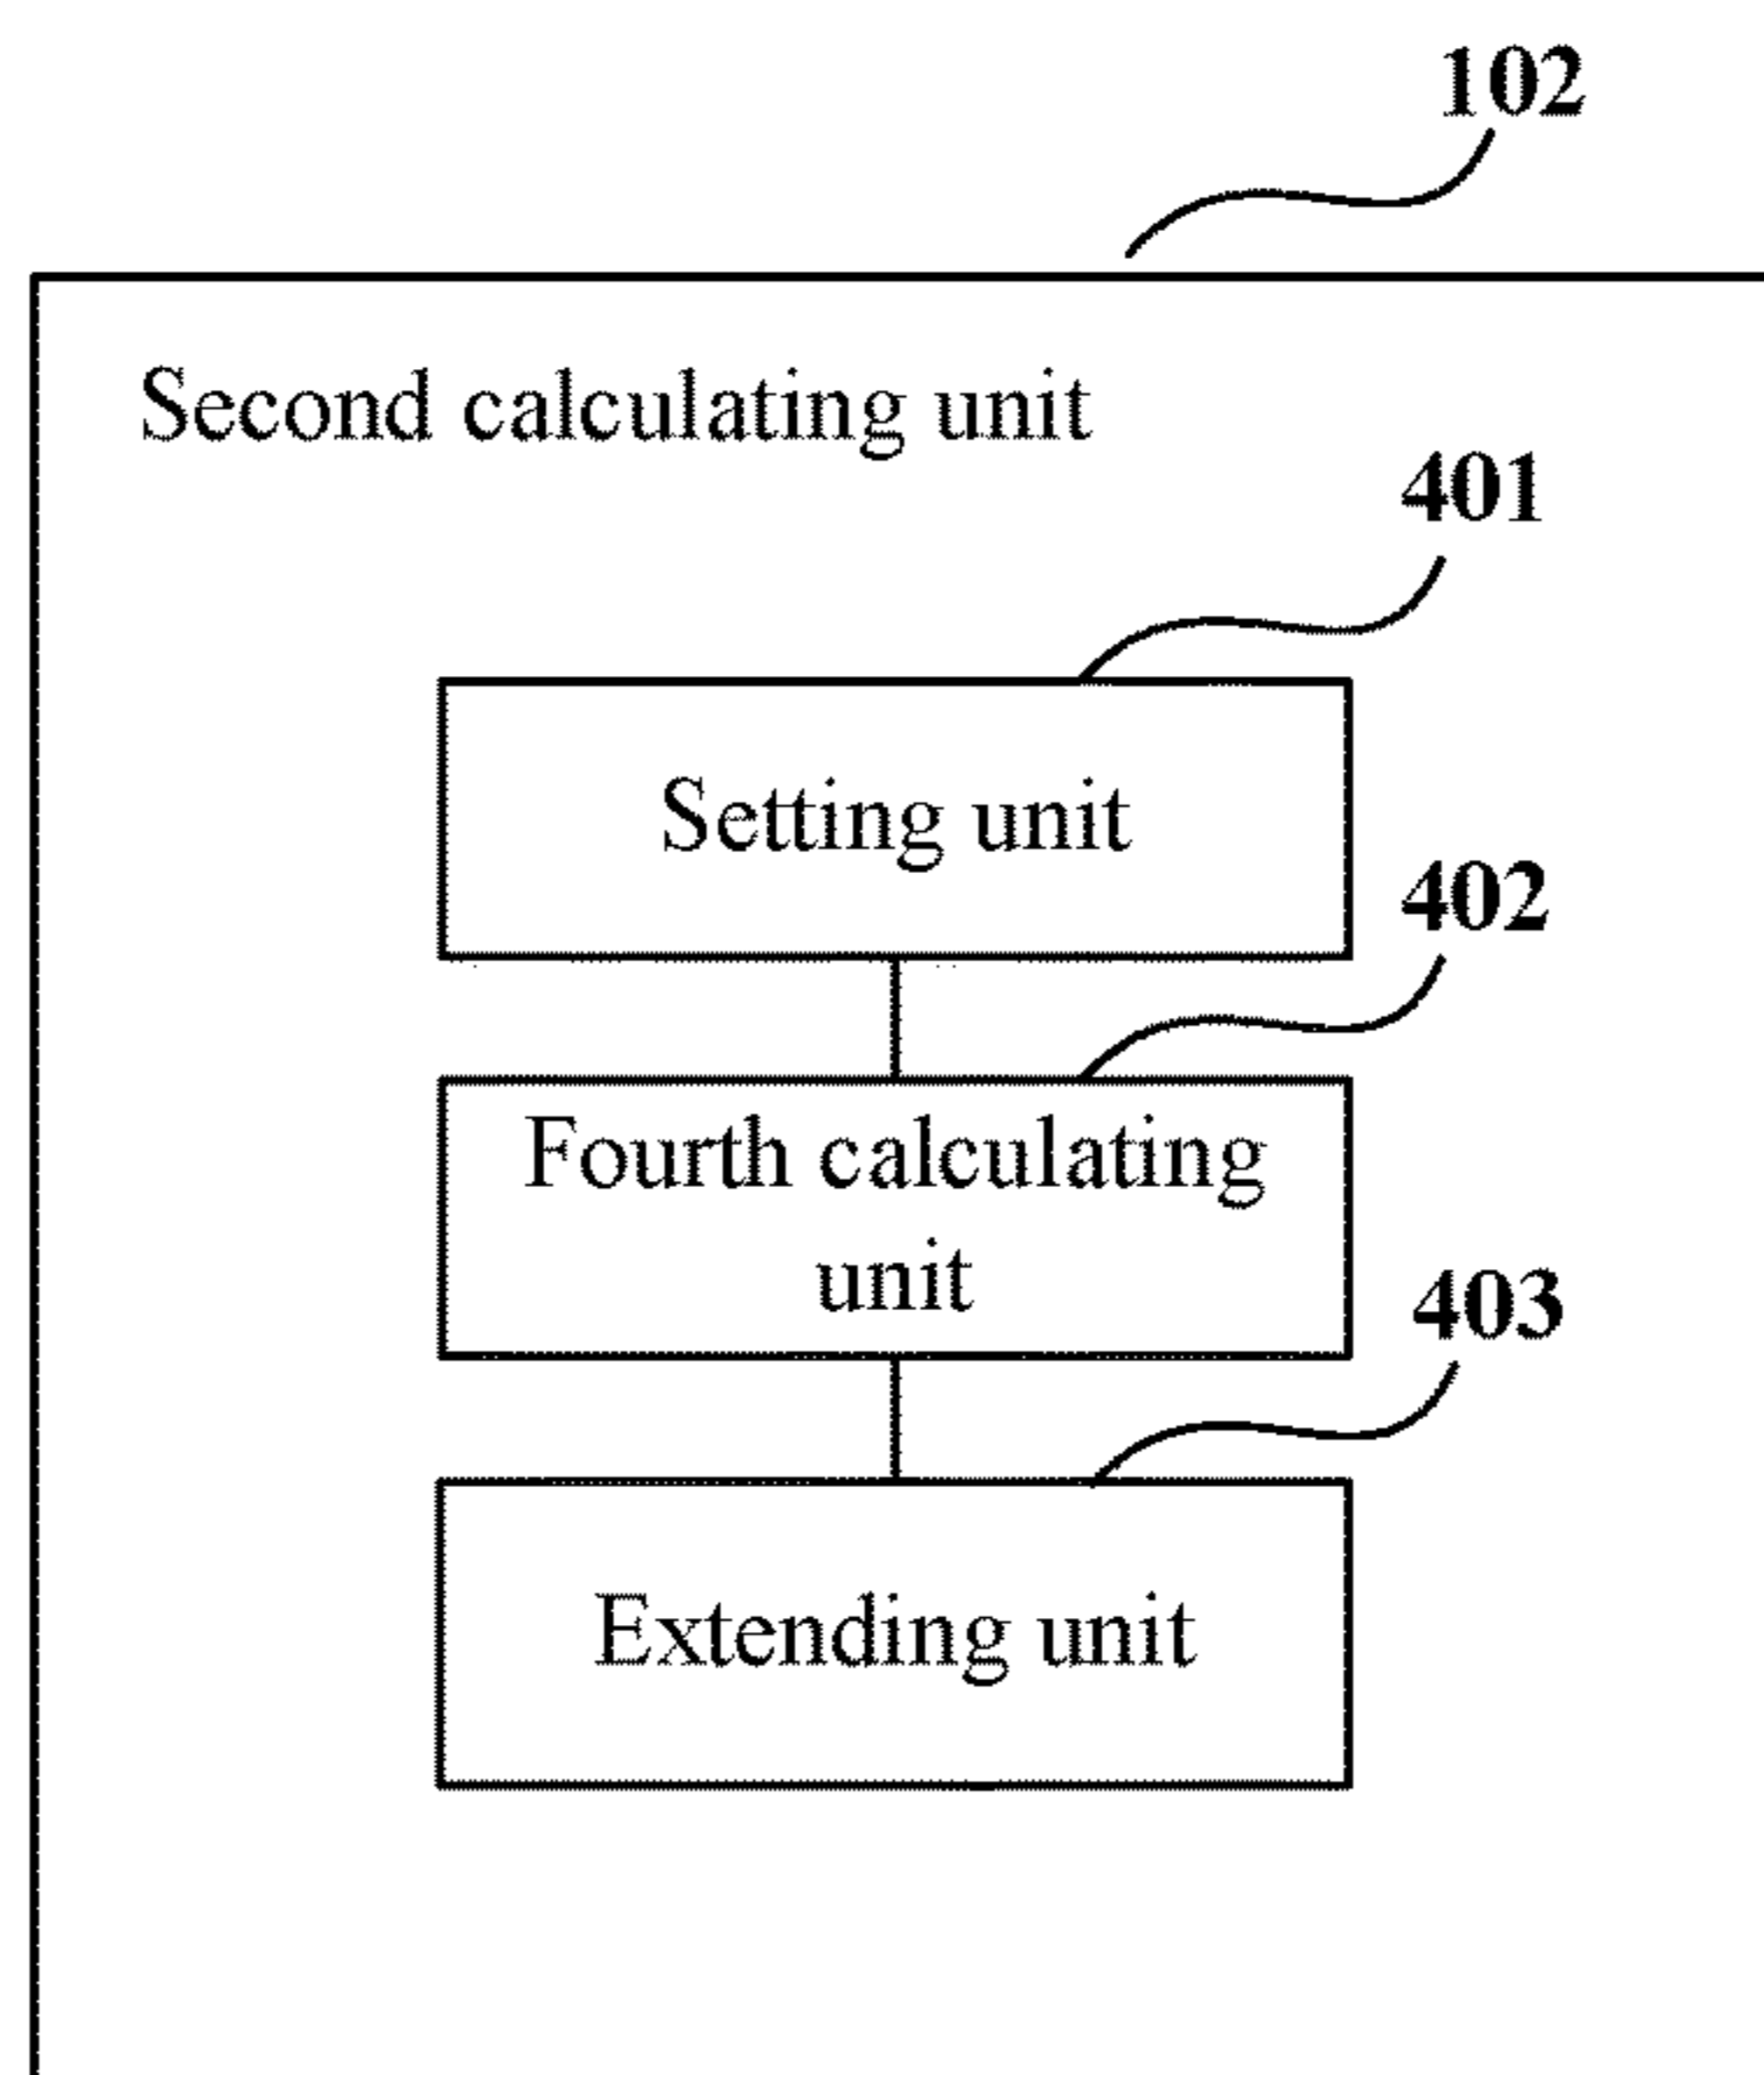 102
Second calculating unit
401
Setting unit
402
Fourth calculating
unit
403
Extending unit